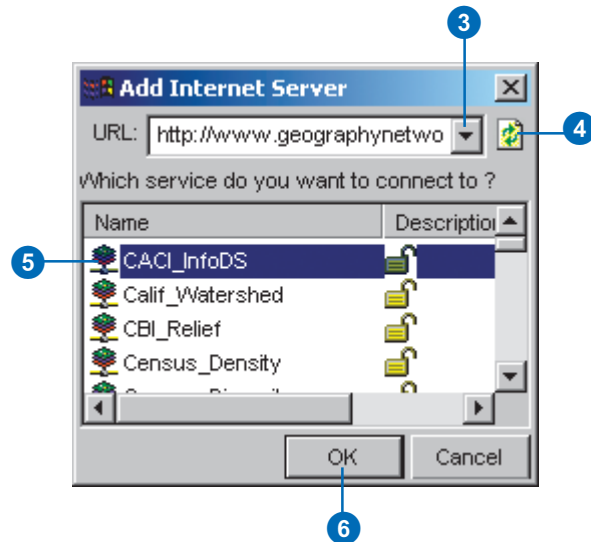 3
Add Internet Server
URL: http://www.geographynetwo
4
Which service do you want to connect to ?
Name Description
5
CACI_InfoDS
Calif_Watershed
CBI_Relief
Census_Density
OK Cancel
6